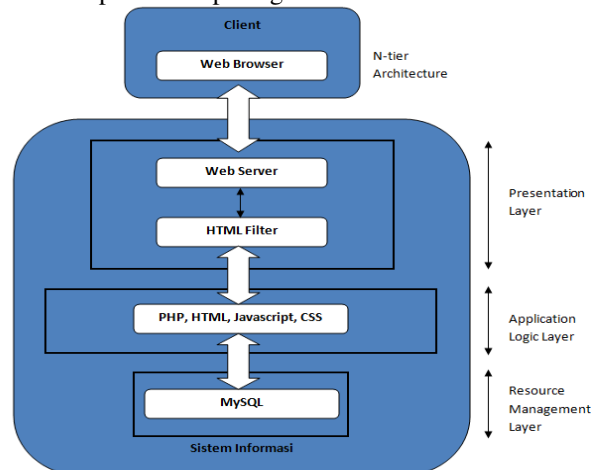 Client
Web Browser
N-tier
Architecture
Web Server
HTML Filter
Presentation
Layer
PHP, HTML, Javascript, CSS
Application
Logic Layer
MySQL
Resource
Management
Layer
Sistem Informasi